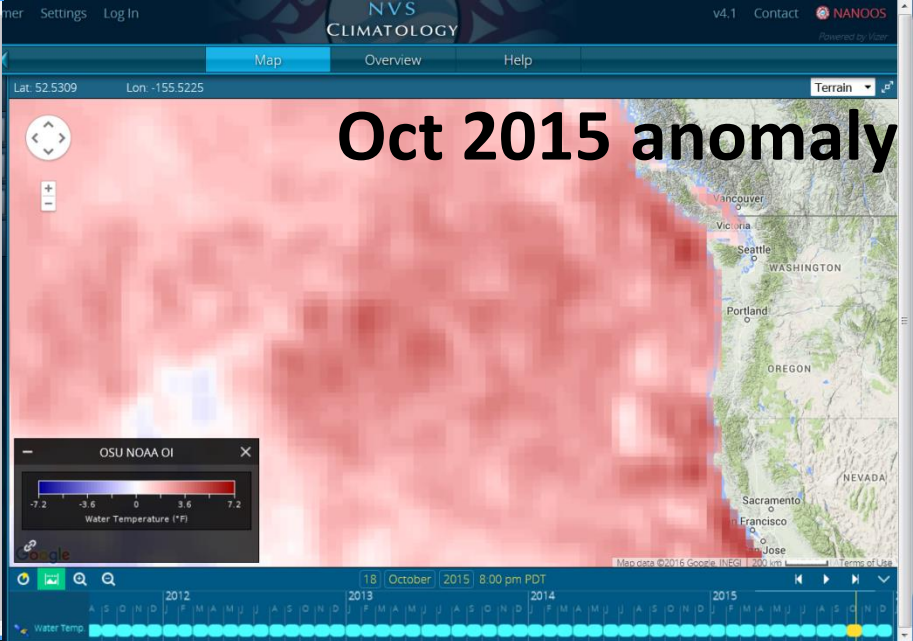 mer Settings Log In
NVS
CLIMATOLOGY
v4.1 Contact NANOOS
Powered by Vizer
Map Overview Help
Lat: 52.5309 Lon: -155.5225
Terrain
Oct 2015 anomaly
+
−
Vancouver
Victoria
Seattle
WASHINGTON
Portland
OREGON
NEVADA
Sacramento
Francisco
Jose
− OSU NOAA OI ×
-7.2 -3.6 0 3.6 7.2
Water Temperature (°F)
Google
Map data ©2016 Google, INEGI 200 km Terms of Use
18 October 2015 8:00 pm PDT
2012 2013 2014 2015
A S O N D J F M A M J J A S O N D J F M A M J J A S O N D J F M A M J J A S O N D J F M A M J J A S O N D
Water Temp.